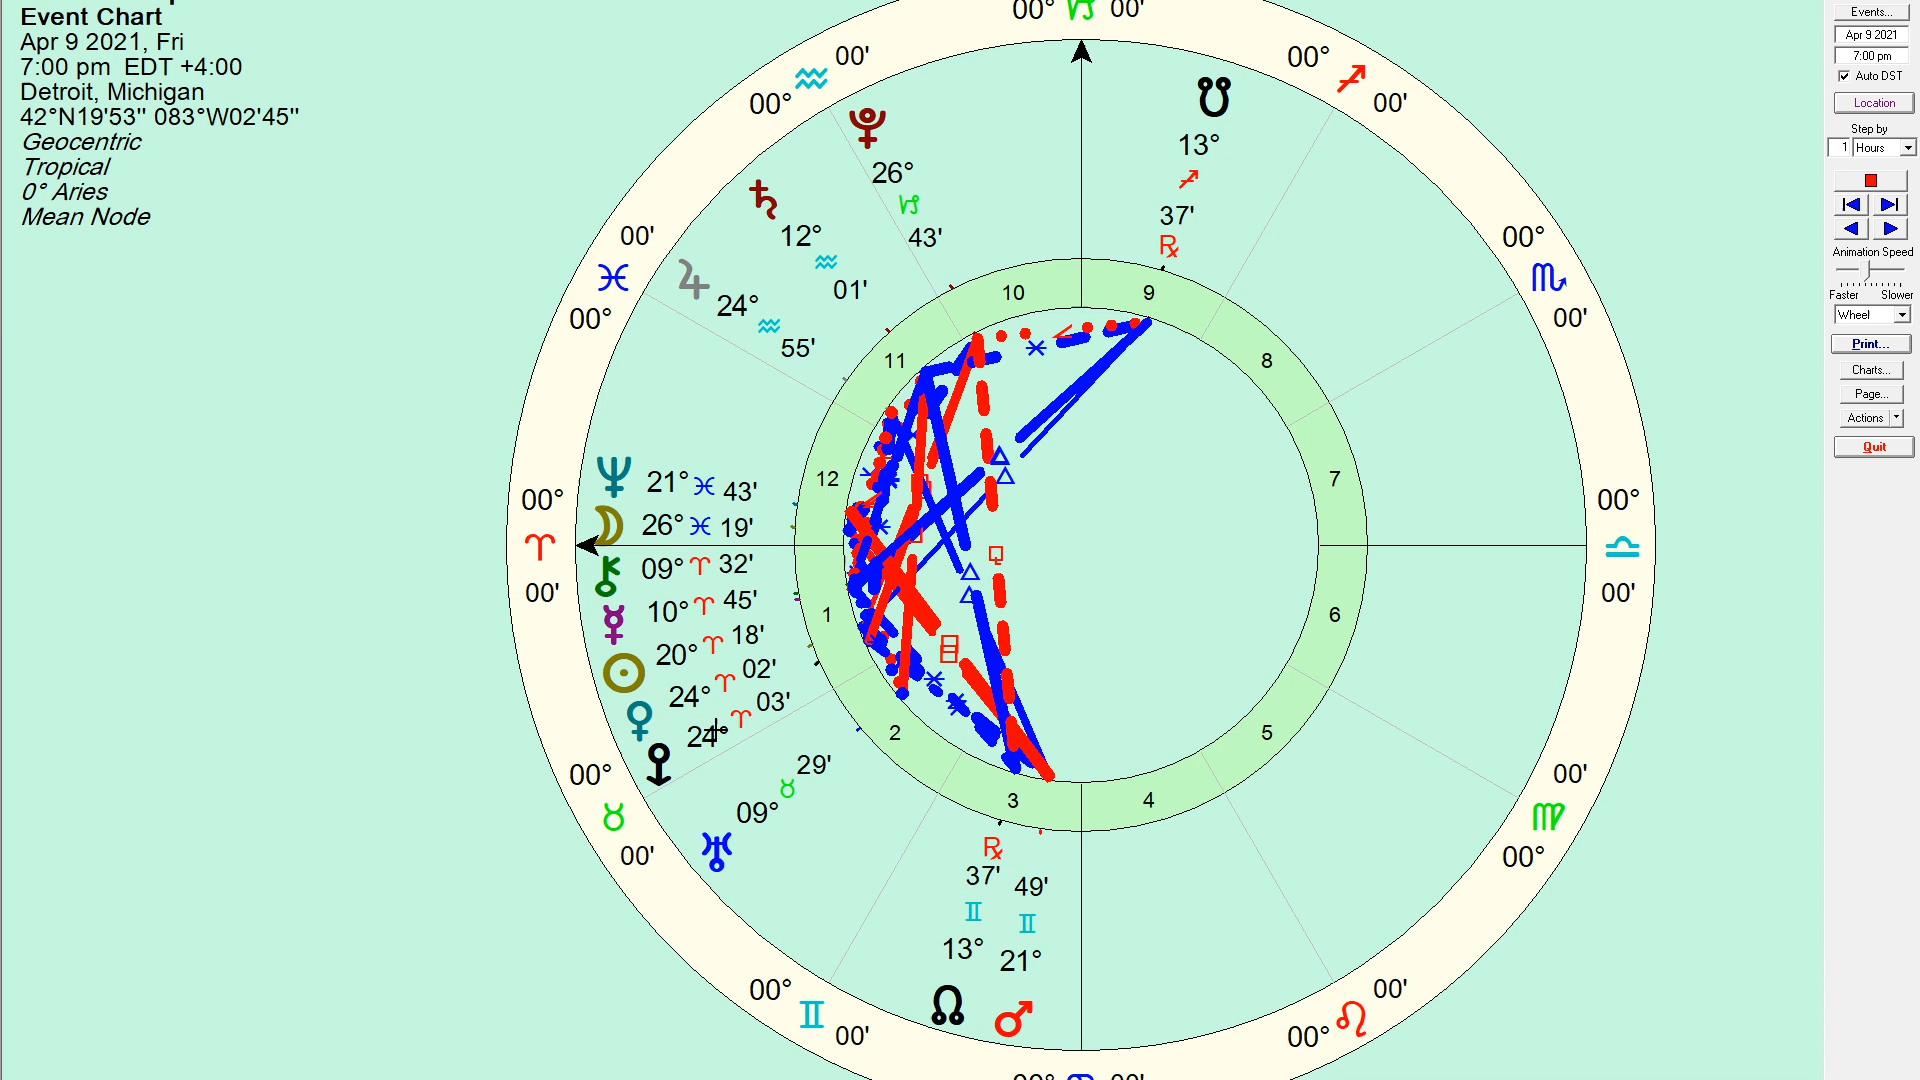 Event Chart
Apr 9 2021, Fri
7:00 pm EDT +4:00
Detroit, Michigan
42°N19'53" 083°W02'45"
Geocentric
Tropical
0° Aries
Mean Node
00° ♑ 00'
00° ♐ 00'
00° ♏ 00'
00° ♎ 00'
00° ♍ 00'
00° ♌ 00'
00° ♋ 00'
00° ♊ 00'
00° ♉ 00'
00° ♈ 00'
00° ♓ 00'
00° ♒ 00'
☋ 13° ♐ 37' ℞
♇ 26° ♑ 43'
♄ 12° ♒ 01'
♃ 24° ♒ 55'
♆ 21° ♓ 43'
☽ 26° ♓ 19'
⚷ 09° ♈ 32'
☿ 10° ♈ 45'
☉ 20° ♈ 18'
♀ 24° ♈ 02'
24° ♈ 03'
♅ 09° ♉ 29'
☊ 13° ♊ 37' ℞
♂ 21° ♊ 49'
1
2
3
4
5
6
7
8
9
10
11
12
Events...
Apr 9 2021
7:00 pm
Auto DST
Location
Step by
1 Hours
Animation Speed
Faster Slower
Wheel
Print...
Charts...
Page...
Actions
Quit